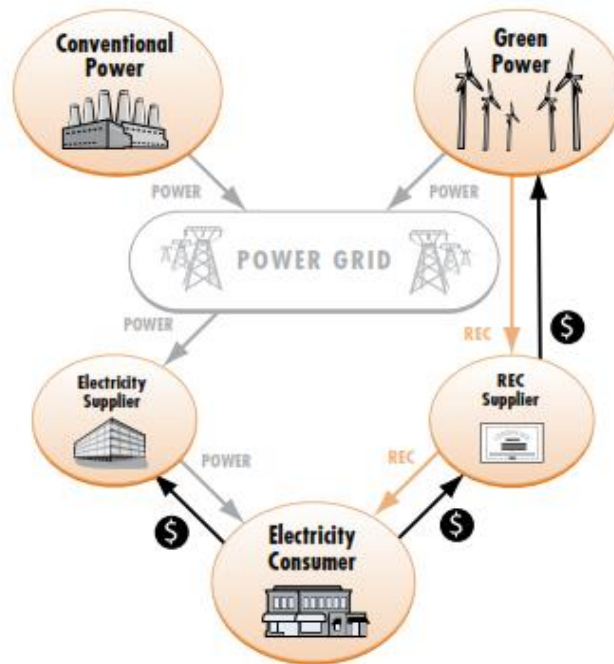 Conventional
Power
Green
Power
POWER
POWER
POWER GRID
POWER
REC
$
Electricity
Supplier
REC
Supplier
POWER
REC
$
$
Electricity
Consumer